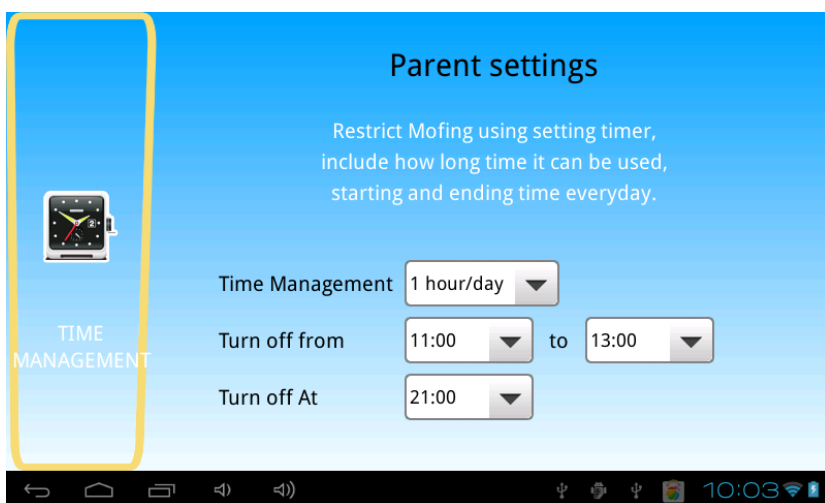 Parent settings
Restrict Mofing using setting timer,
include how long time it can be used,
starting and ending time everyday.
TIME
MANAGEMENT
Time Management 1 hour/day
Turn off from 11:00 to 13:00
Turn off At 21:00
10:03